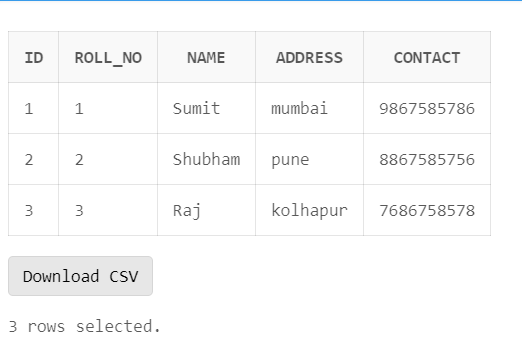 ID ROLL_NO NAME ADDRESS CONTACT
1 1 Sumit mumbai 9867585786
2 2 Shubham pune 8867585756
3 3 Raj kolhapur 7686758578
Download CSV
3 rows selected.